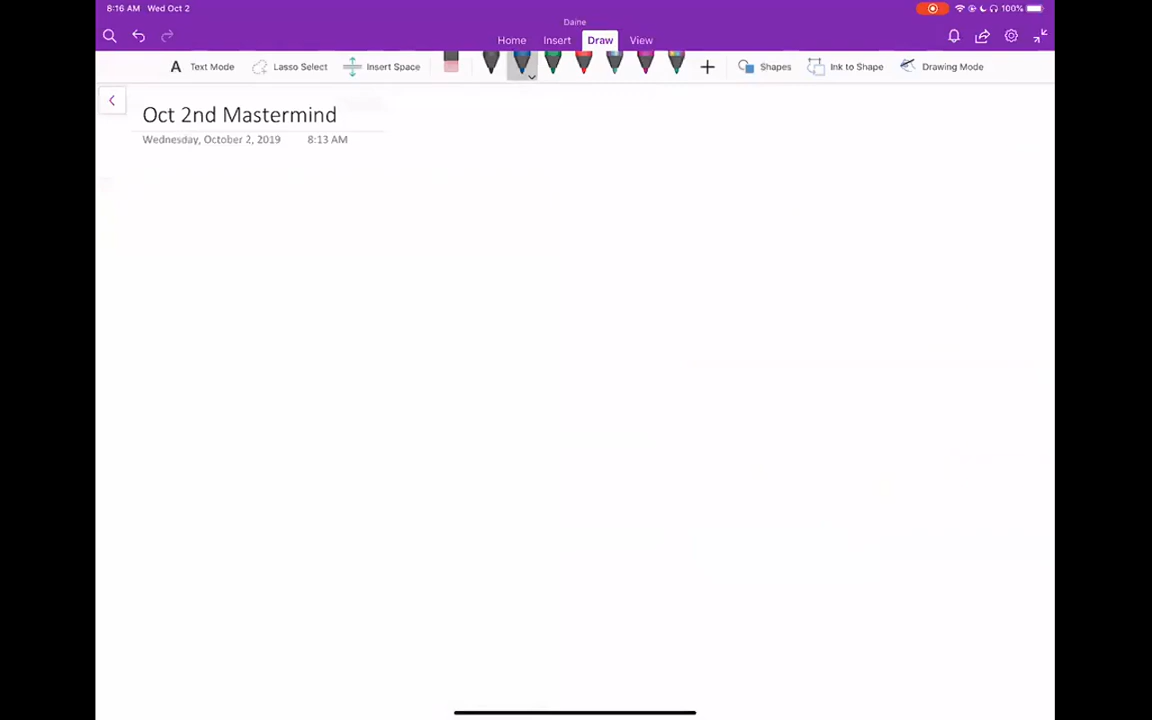 8:16 AM Wed Oct 2 100%
Daine
Home Insert Draw View
Text Mode Lasso Select Insert Space Shapes Ink to Shape Drawing Mode
Oct 2nd Mastermind
Wednesday, October 2, 2019 8:13 AM